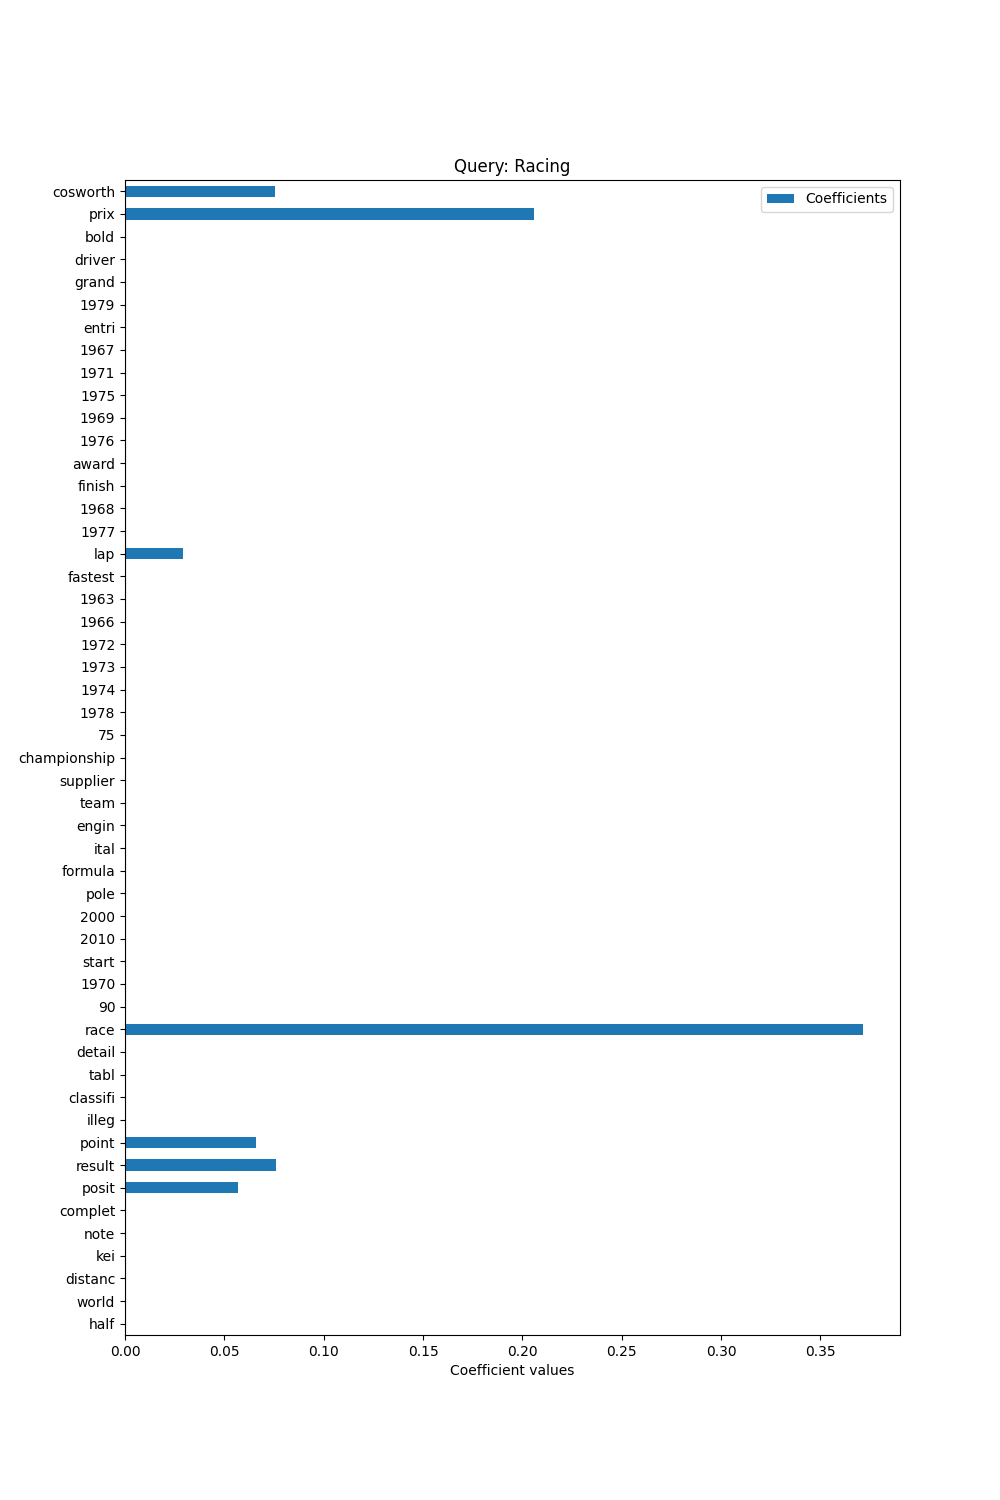 Query: Racing
Coefficients
cosworth
prix
bold
driver
grand
1979
entri
1967
1971
1975
1969
1976
award
finish
1968
1977
lap
fastest
1963
1966
1972
1973
1974
1978
75
championship
supplier
team
engin
ital
formula
pole
2000
2010
start
1970
90
race
detail
tabl
classifi
illeg
point
result
posit
complet
note
kei
distanc
world
half
0.00 0.05 0.10 0.15 0.20 0.25 0.30 0.35
Coefficient values